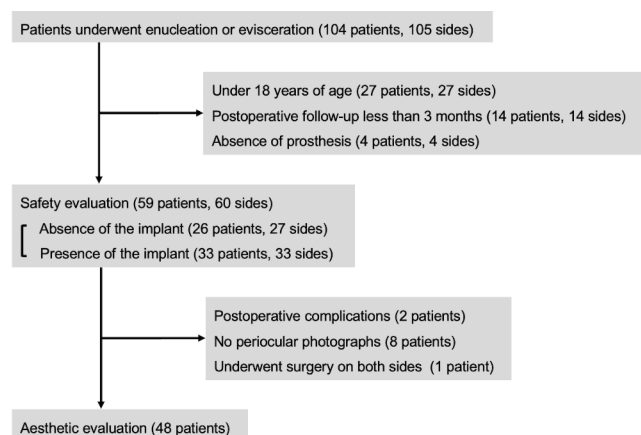 Patients underwent enucleation or evisceration (104 patients, 105 sides)
Under 18 years of age (27 patients, 27 sides)
Postoperative follow-up less than 3 months (14 patients, 14 sides)
Absence of prosthesis (4 patients, 4 sides)
Safety evaluation (59 patients, 60 sides)
Absence of the implant (26 patients, 27 sides)
Presence of the implant (33 patients, 33 sides)
Postoperative complications (2 patients)
No periocular photographs (8 patients)
Underwent surgery on both sides (1 patient)
Aesthetic evaluation (48 patients)